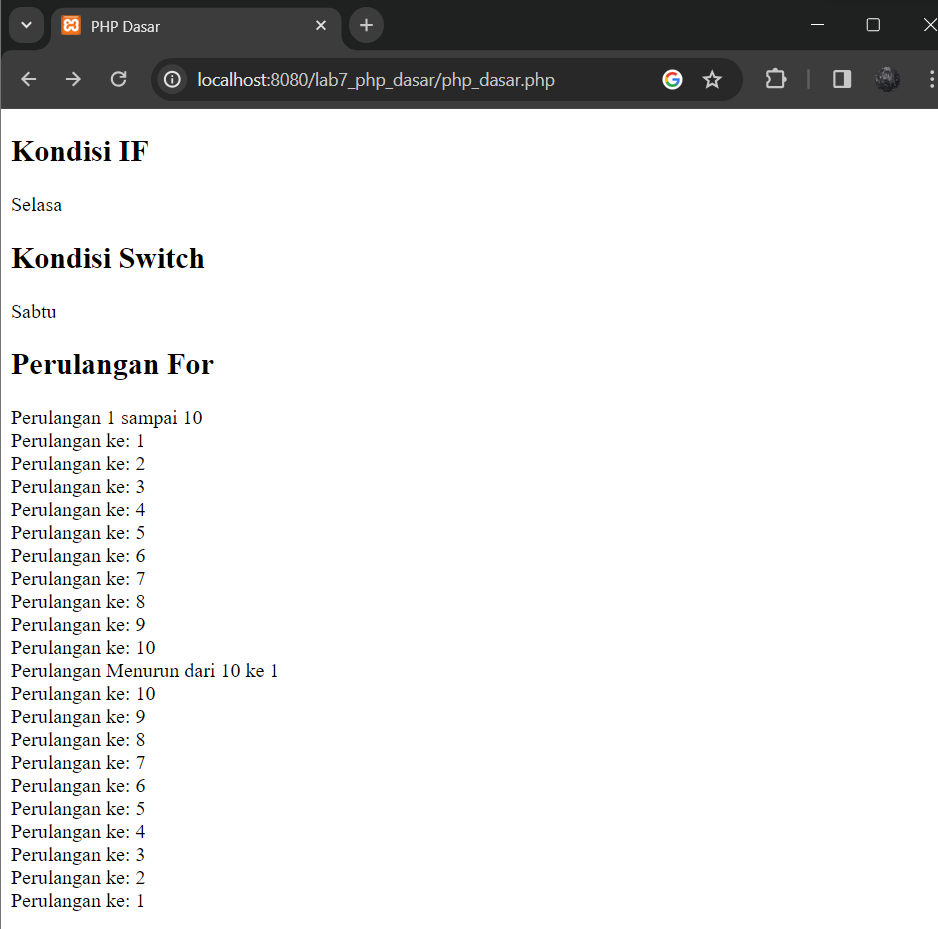 PHP Dasar
localhost:8080/lab7_php_dasar/php_dasar.php
Kondisi IF
Selasa
Kondisi Switch
Sabtu
Perulangan For
Perulangan 1 sampai 10
Perulangan ke: 1
Perulangan ke: 2
Perulangan ke: 3
Perulangan ke: 4
Perulangan ke: 5
Perulangan ke: 6
Perulangan ke: 7
Perulangan ke: 8
Perulangan ke: 9
Perulangan ke: 10
Perulangan Menurun dari 10 ke 1
Perulangan ke: 10
Perulangan ke: 9
Perulangan ke: 8
Perulangan ke: 7
Perulangan ke: 6
Perulangan ke: 5
Perulangan ke: 4
Perulangan ke: 3
Perulangan ke: 2
Perulangan ke: 1